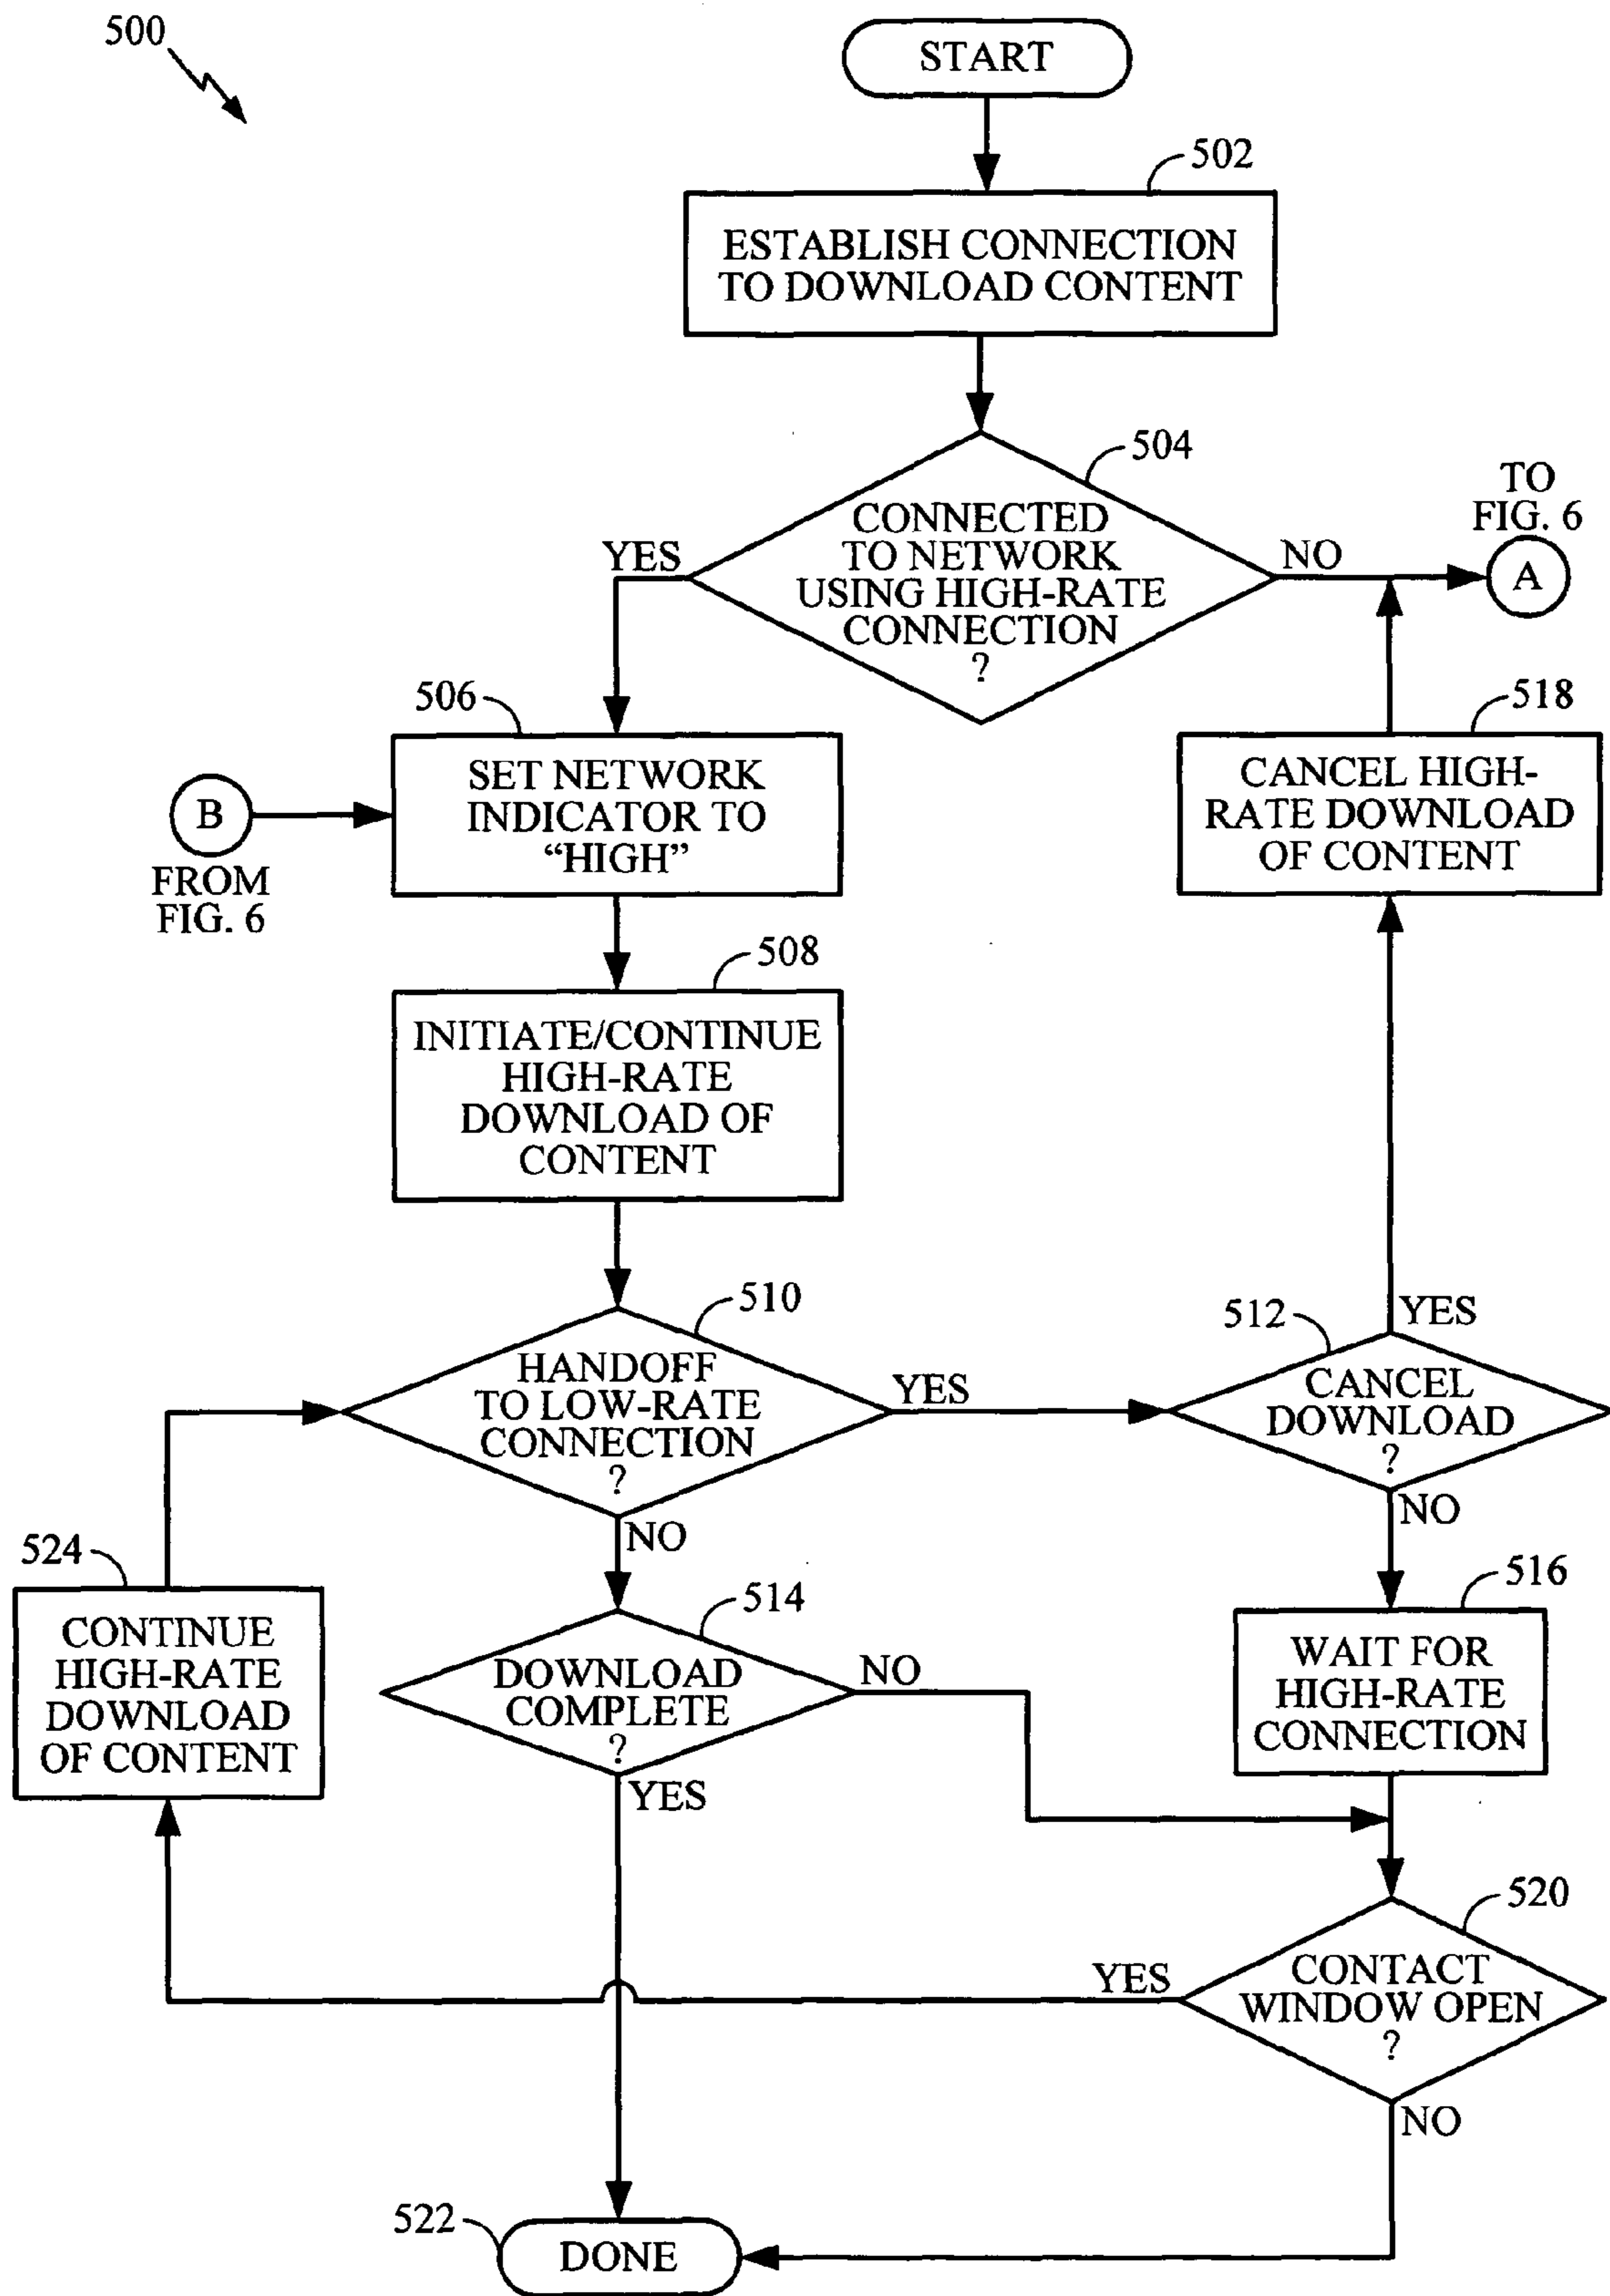 500
START
502
ESTABLISH CONNECTION
TO DOWNLOAD CONTENT
504
CONNECTED
TO NETWORK
USING HIGH-RATE
CONNECTION
?
YES
NO
TO
FIG. 6
A
506
SET NETWORK
INDICATOR TO
“HIGH”
B
FROM
FIG. 6
518
CANCEL HIGH-
RATE DOWNLOAD
OF CONTENT
508
INITIATE/CONTINUE
HIGH-RATE
DOWNLOAD OF
CONTENT
510
HANDOFF
TO LOW-RATE
CONNECTION
?
YES
NO
512
CANCEL
DOWNLOAD
?
YES
NO
524
CONTINUE
HIGH-RATE
DOWNLOAD
OF CONTENT
514
DOWNLOAD
COMPLETE
?
NO
YES
516
WAIT FOR
HIGH-RATE
CONNECTION
520
CONTACT
WINDOW OPEN
?
YES
NO
522
DONE